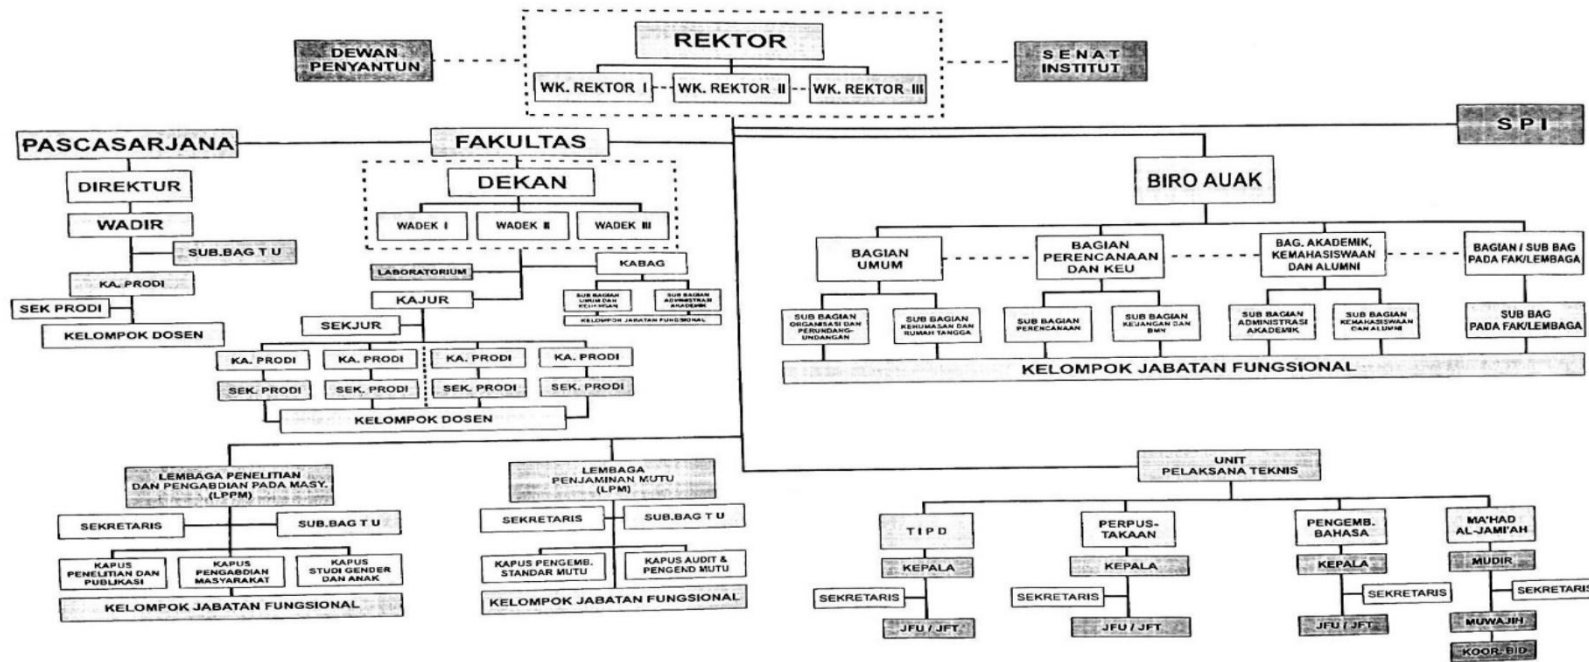 REKTOR
DEWAN
PENYANTUN
SENAT
INSTITUT
WK. REKTOR I
WK. REKTOR II
WK. REKTOR III
SPI
PASCASARJANA
FAKULTAS
DIREKTUR
DEKAN
BIRO AUAK
WADIR
WADEK I
WADEK II
WADEK III
SUB.BAG T U
KA. PRODI
SEK PRODI
KELOMPOK DOSEN
LABORATORIUM
KABAG
KAJUR
SUB BAGIAN
UMUM DAN
KEUANGAN
SUB BAGIAN
ADMINISTRASI
AKADEMIK
KELOMPOK JABATAN FUNGSIONAL
SEKJUR
KA. PRODI
KA. PRODI
KA. PRODI
KA. PRODI
SEK. PRODI
SEK. PRODI
SEK. PRODI
SEK. PRODI
KELOMPOK DOSEN
BAGIAN
UMUM
BAGIAN
PERENCANAAN
DAN KEU
BAG. AKADEMIK,
KEMAHASISWAAN
DAN ALUMNI
BAGIAN / SUB BAG
PADA FAK/LEMBAGA
SUB BAGIAN
ORGANISASI DAN
PERUNDANG-
UNDANGAN
SUB BAGIAN
KEHUMASAN DAN
RUMAH TANGGA
SUB BAGIAN
PERENCANAAN
SUB BAGIAN
KEUANGAN DAN
BMN
SUB BAGIAN
ADMINISTRASI
AKADEMIK
SUB BAGIAN
KEMAHASISWAAN
DAN ALUMNI
SUB BAG
PADA FAK/LEMBAGA
KELOMPOK JABATAN FUNGSIONAL
LEMBAGA PENELITIAN
DAN PENGABDIAN PADA MASY.
(LPPM)
SEKRETARIS
SUB.BAG T U
KAPUS
PENELITIAN DAN
PUBLIKASI
KAPUS
PENGABDIAN
MASYARAKAT
KAPUS
STUDI GENDER
DAN ANAK
KELOMPOK JABATAN FUNGSIONAL
LEMBAGA
PENJAMINAN MUTU
(LPM)
SEKRETARIS
SUB.BAG T U
KAPUS PENGEMB.
STANDAR MUTU
KAPUS AUDIT &
PENGEND MUTU
KELOMPOK JABATAN FUNGSIONAL
UNIT
PELAKSANA TEKNIS
TIPD
KEPALA
SEKRETARIS
JFU / JFT
PERPUS-
TAKAAN
KEPALA
SEKRETARIS
JFU / JFT
PENGEMB.
BAHASA
KEPALA
SEKRETARIS
JFU / JFT
MA'HAD
AL-JAMI'AH
MUDIR
SEKRETARIS
MUWAJIH
KOOR. BID